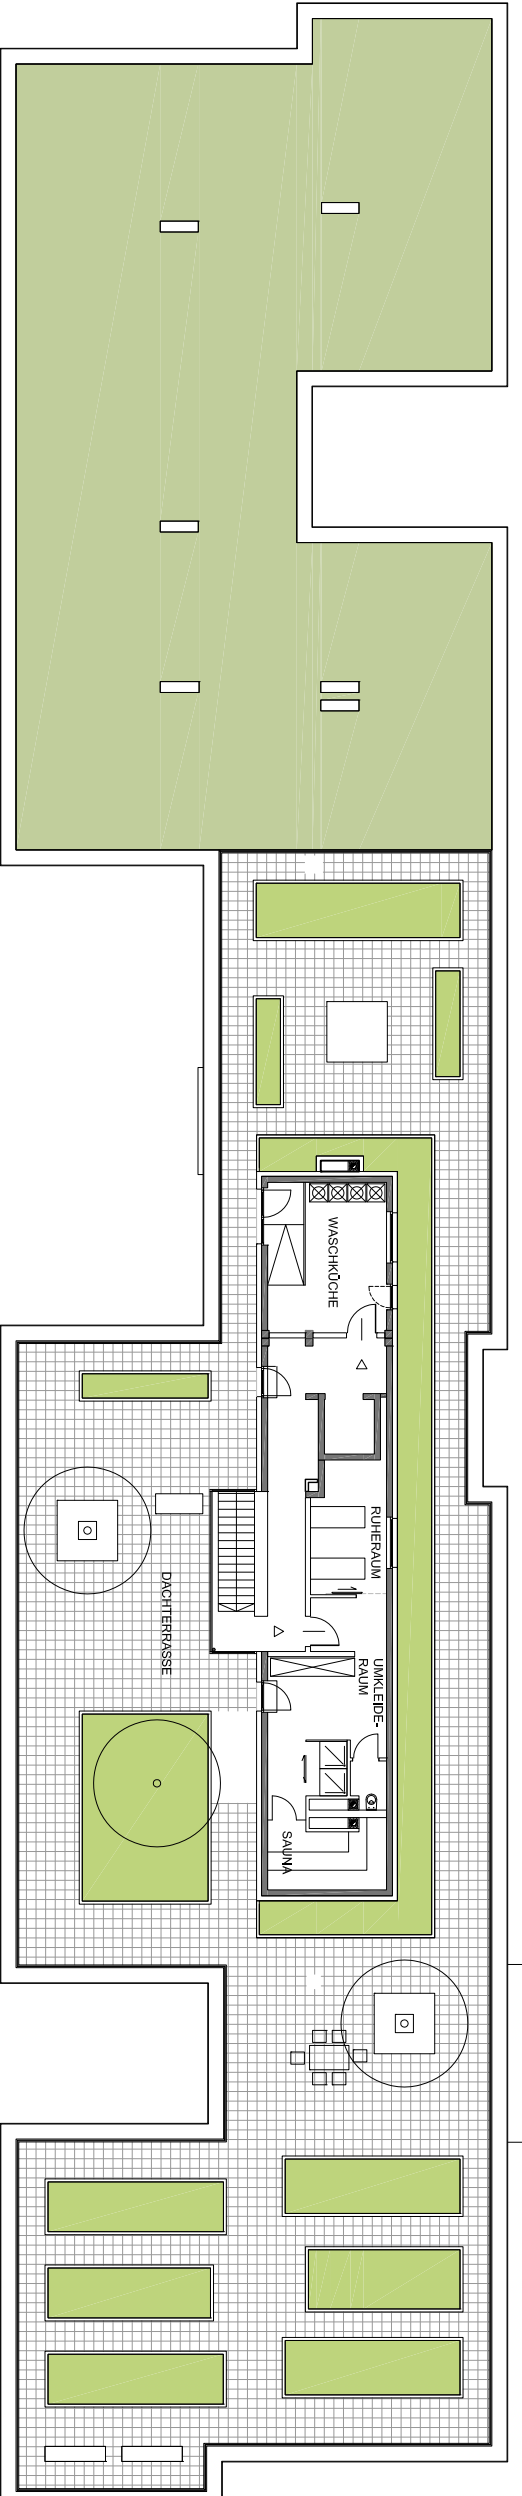 WASCHKÜCHE
RUHERAUM
DACHTERRASSE
UMKLEIDE-
RAUM
SAUNA